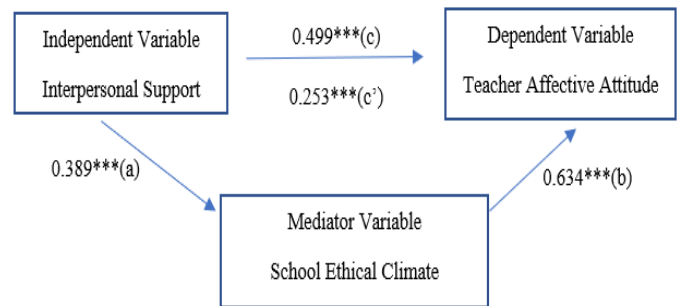 Independent Variable
Interpersonal Support
0.499***(c)
0.253***(c’)
Dependent Variable
Teacher Affective Attitude
0.389***(a)
0.634***(b)
Mediator Variable
School Ethical Climate